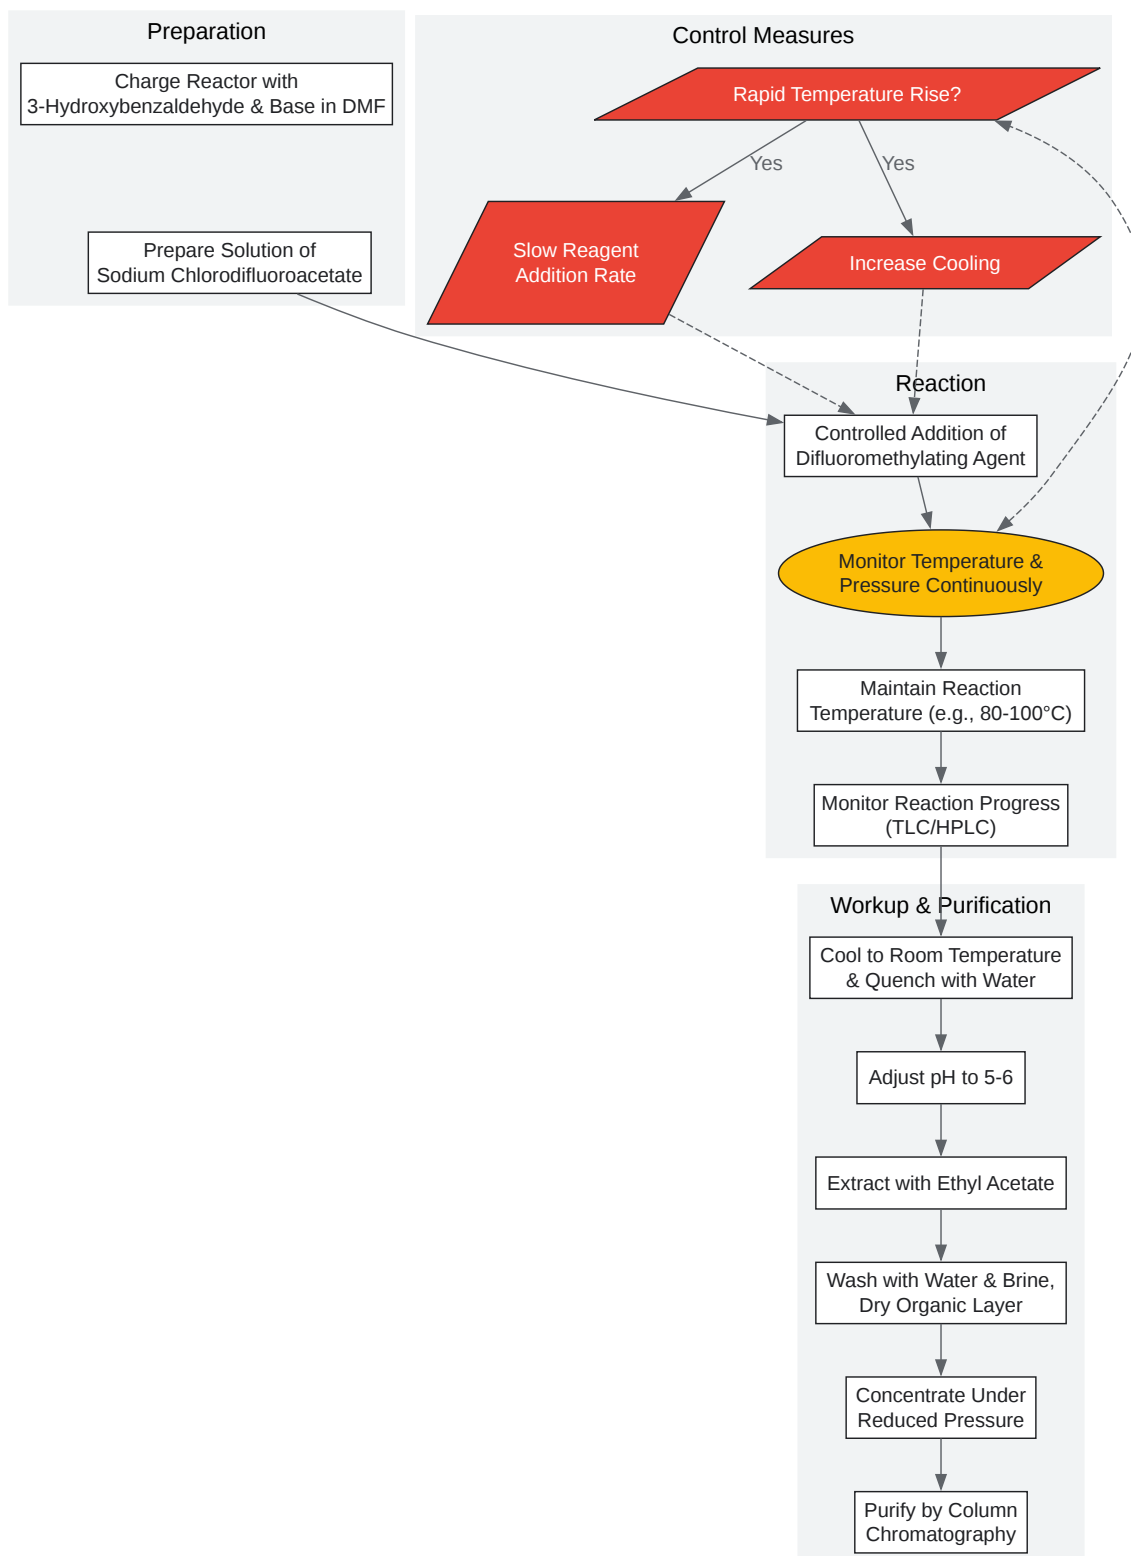 Preparation
Charge Reactor with
3-Hydroxybenzaldehyde & Base in DMF
Prepare Solution of
Sodium Chlorodifluoroacetate
Control Measures
Rapid Temperature Rise?
Yes
Yes
Slow Reagent
Addition Rate
Increase Cooling
Reaction
Controlled Addition of
Difluoromethylating Agent
Monitor Temperature &
Pressure Continuously
Maintain Reaction
Temperature (e.g., 80-100°C)
Monitor Reaction Progress
(TLC/HPLC)
Workup & Purification
Cool to Room Temperature
& Quench with Water
Adjust pH to 5-6
Extract with Ethyl Acetate
Wash with Water & Brine,
Dry Organic Layer
Concentrate Under
Reduced Pressure
Purify by Column
Chromatography